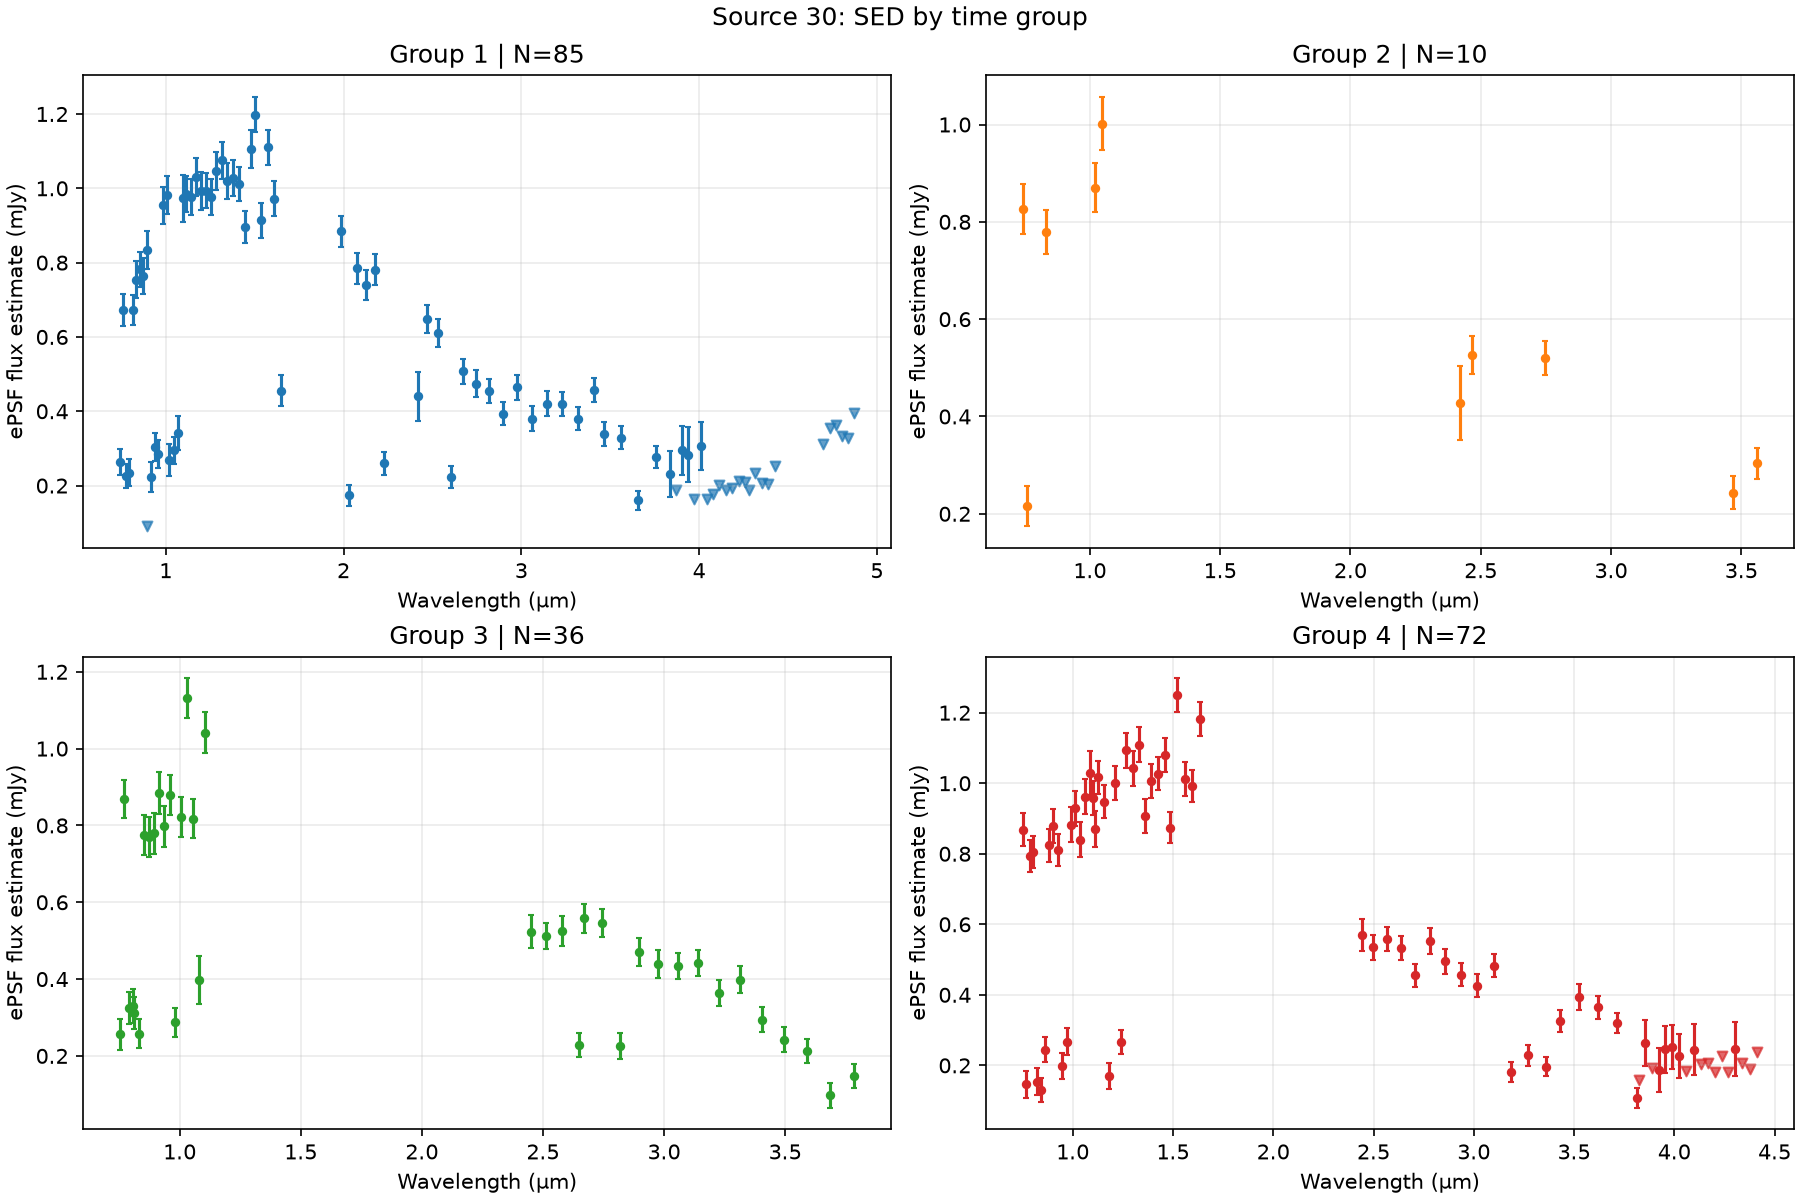 Source 30: SED by time group
Group 1 | N=85
ePSF flux estimate (mJy)
1.2
1.0
0.8
0.6
0.4
0.2
1 2 3 4 5
Wavelength (µm)
Group 2 | N=10
ePSF flux estimate (mJy)
1.0
0.8
0.6
0.4
0.2
1.0 1.5 2.0 2.5 3.0 3.5
Wavelength (µm)
Group 3 | N=36
ePSF flux estimate (mJy)
1.2
1.0
0.8
0.6
0.4
0.2
1.0 1.5 2.0 2.5 3.0 3.5
Wavelength (µm)
Group 4 | N=72
ePSF flux estimate (mJy)
1.2
1.0
0.8
0.6
0.4
0.2
1.0 1.5 2.0 2.5 3.0 3.5 4.0 4.5
Wavelength (µm)